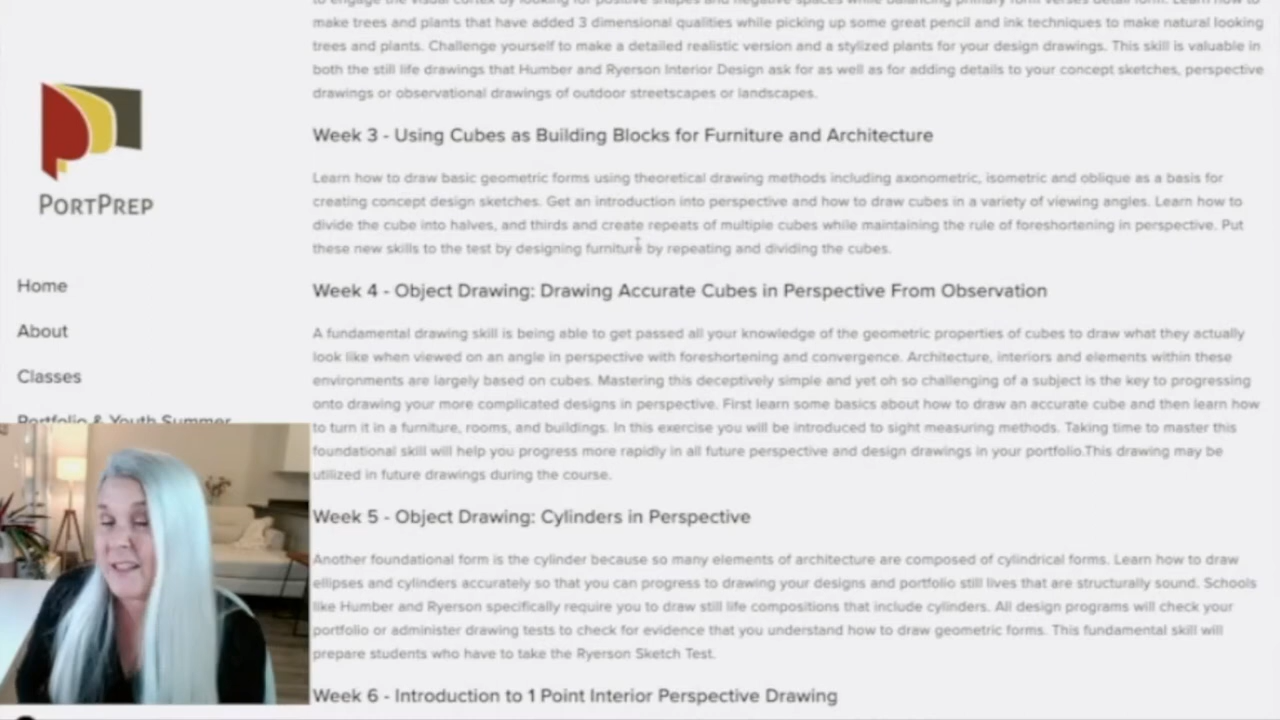 to engage the visual cortex by looking for positive shapes and negative spaces while balancing primary form verses detail form. Learn how to
make trees and plants that have added 3 dimensional qualities while picking up some great pencil and ink techniques to make natural looking
trees and plants. Challenge yourself to make a detailed realistic version and a stylized plants for your design drawings. This skill is valuable in
both the still life drawings that Humber and Ryerson Interior Design ask for as well as for adding details to your concept sketches, perspective
drawings or observational drawings of outdoor streetscapes or landscapes.
PORTPREP
Home
About
Classes
Portfolio & Youth Summer
Week 3 - Using Cubes as Building Blocks for Furniture and Architecture
Learn how to draw basic geometric forms using theoretical drawing methods including axonometric, isometric and oblique as a basis for
creating concept design sketches. Get an introduction into perspective and how to draw cubes in a variety of viewing angles. Learn how to
divide the cube into halves, and thirds and create repeats of multiple cubes while maintaining the rule of foreshortening in perspective. Put
these new skills to the test by designing furniture by repeating and dividing the cubes.
Week 4 - Object Drawing: Drawing Accurate Cubes in Perspective From Observation
A fundamental drawing skill is being able to get passed all your knowledge of the geometric properties of cubes to draw what they actually
look like when viewed on an angle in perspective with foreshortening and convergence. Architecture, interiors and elements within these
environments are largely based on cubes. Mastering this deceptively simple and yet oh so challenging of a subject is the key to progressing
onto drawing your more complicated designs in perspective. First learn some basics about how to draw an accurate cube and then learn how
to turn it in a furniture, rooms, and buildings. In this exercise you will be introduced to sight measuring methods. Taking time to master this
foundational skill will help you progress more rapidly in all future perspective and design drawings in your portfolio.This drawing may be
utilized in future drawings during the course.
Week 5 - Object Drawing: Cylinders in Perspective
Another foundational form is the cylinder because so many elements of architecture are composed of cylindrical forms. Learn how to draw
ellipses and cylinders accurately so that you can progress to drawing your designs and portfolio still lives that are structurally sound. Schools
like Humber and Ryerson specifically require you to draw still life compositions that include cylinders. All design programs will check your
portfolio or administer drawing tests to check for evidence that you understand how to draw geometric forms. This fundamental skill will
prepare students who have to take the Ryerson Sketch Test.
Week 6 - Introduction to 1 Point Interior Perspective Drawing